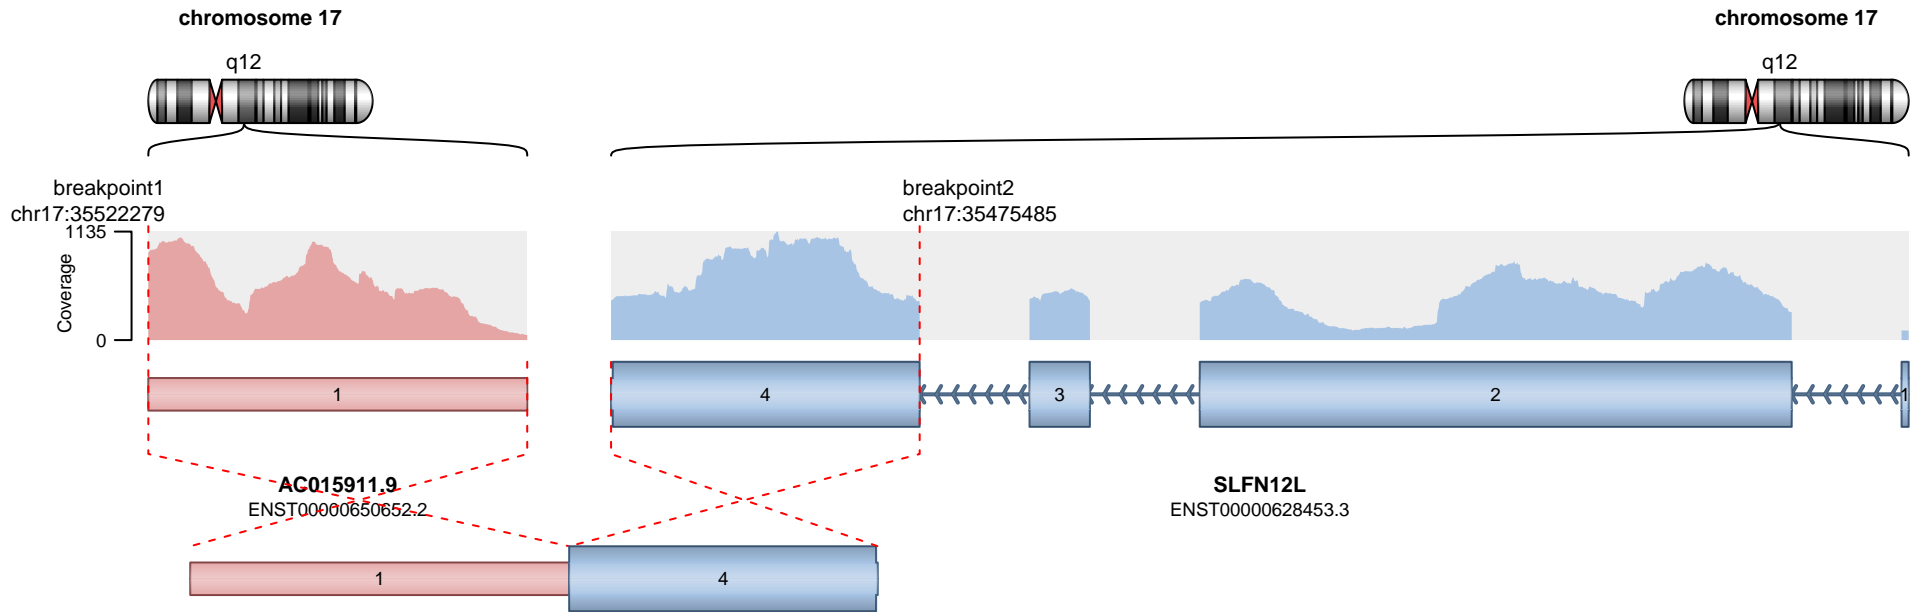 chromosome 17
chromosome 17
q12
q12
breakpoint1
chr17:35522279
breakpoint2
chr17:35475485
1135
Coverage
0
1
4
3
2
1
AC015911.9
ENST00000650652.2
SLFN12L
ENST00000628453.3
1
4